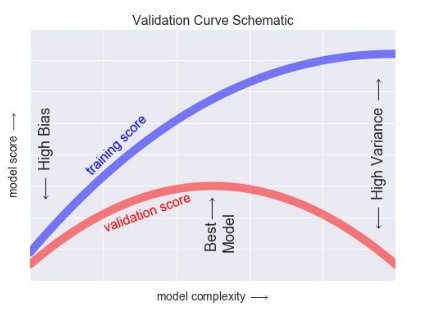 Validation Curve Schematic
model score ⟶
⟵ High Bias
training score
validation score
Best ⟶
Model
⟵ High Variance ⟶
model complexity ⟶